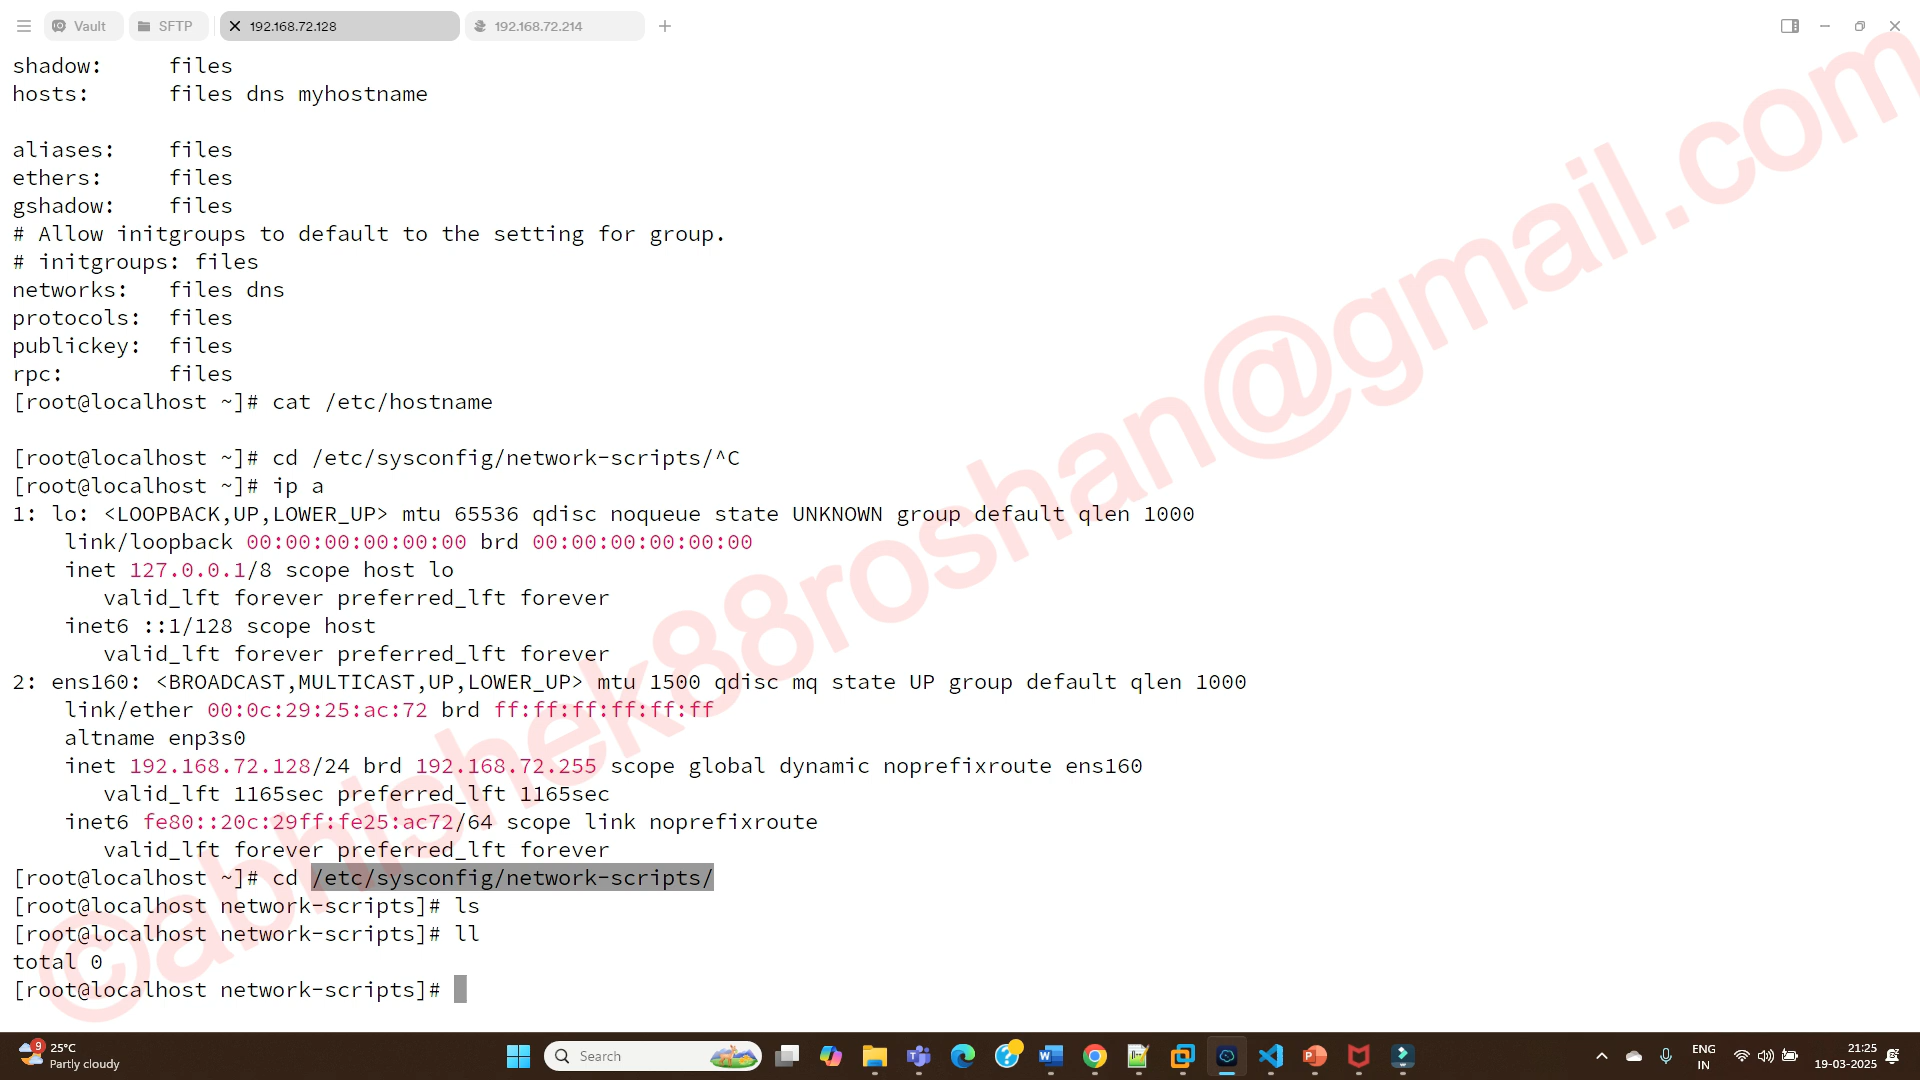 Vault
SFTP
192.168.72.128
192.168.72.214
shadow:     files
hosts:      files dns myhostname
aliases:    files
ethers:     files
gshadow:    files
# Allow initgroups to default to the setting for group.
# initgroups: files
networks:   files dns
protocols:  files
publickey:  files
rpc:        files
[root@localhost ~]# cat /etc/hostname
[root@localhost ~]# cd /etc/sysconfig/network-scripts/^C
[root@localhost ~]# ip a
1: lo: <LOOPBACK,UP,LOWER_UP> mtu 65536 qdisc noqueue state UNKNOWN group default qlen 1000
    link/loopback 00:00:00:00:00:00 brd 00:00:00:00:00:00
    inet 127.0.0.1/8 scope host lo
       valid_lft forever preferred_lft forever
    inet6 ::1/128 scope host
       valid_lft forever preferred_lft forever
2: ens160: <BROADCAST,MULTICAST,UP,LOWER_UP> mtu 1500 qdisc mq state UP group default qlen 1000
    link/ether 00:0c:29:25:ac:72 brd ff:ff:ff:ff:ff:ff
    altname enp3s0
    inet 192.168.72.128/24 brd 192.168.72.255 scope global dynamic noprefixroute ens160
       valid_lft 1165sec preferred_lft 1165sec
    inet6 fe80::20c:29ff:fe25:ac72/64 scope link noprefixroute
       valid_lft forever preferred_lft forever
[root@localhost ~]# cd /etc/sysconfig/network-scripts/
[root@localhost network-scripts]# ls
[root@localhost network-scripts]# ll
total 0
[root@localhost network-scripts]#
©abhishek88roshan@gmail.com
9
25°C
Partly cloudy
Search
ENG
IN
21:25
19-03-2025